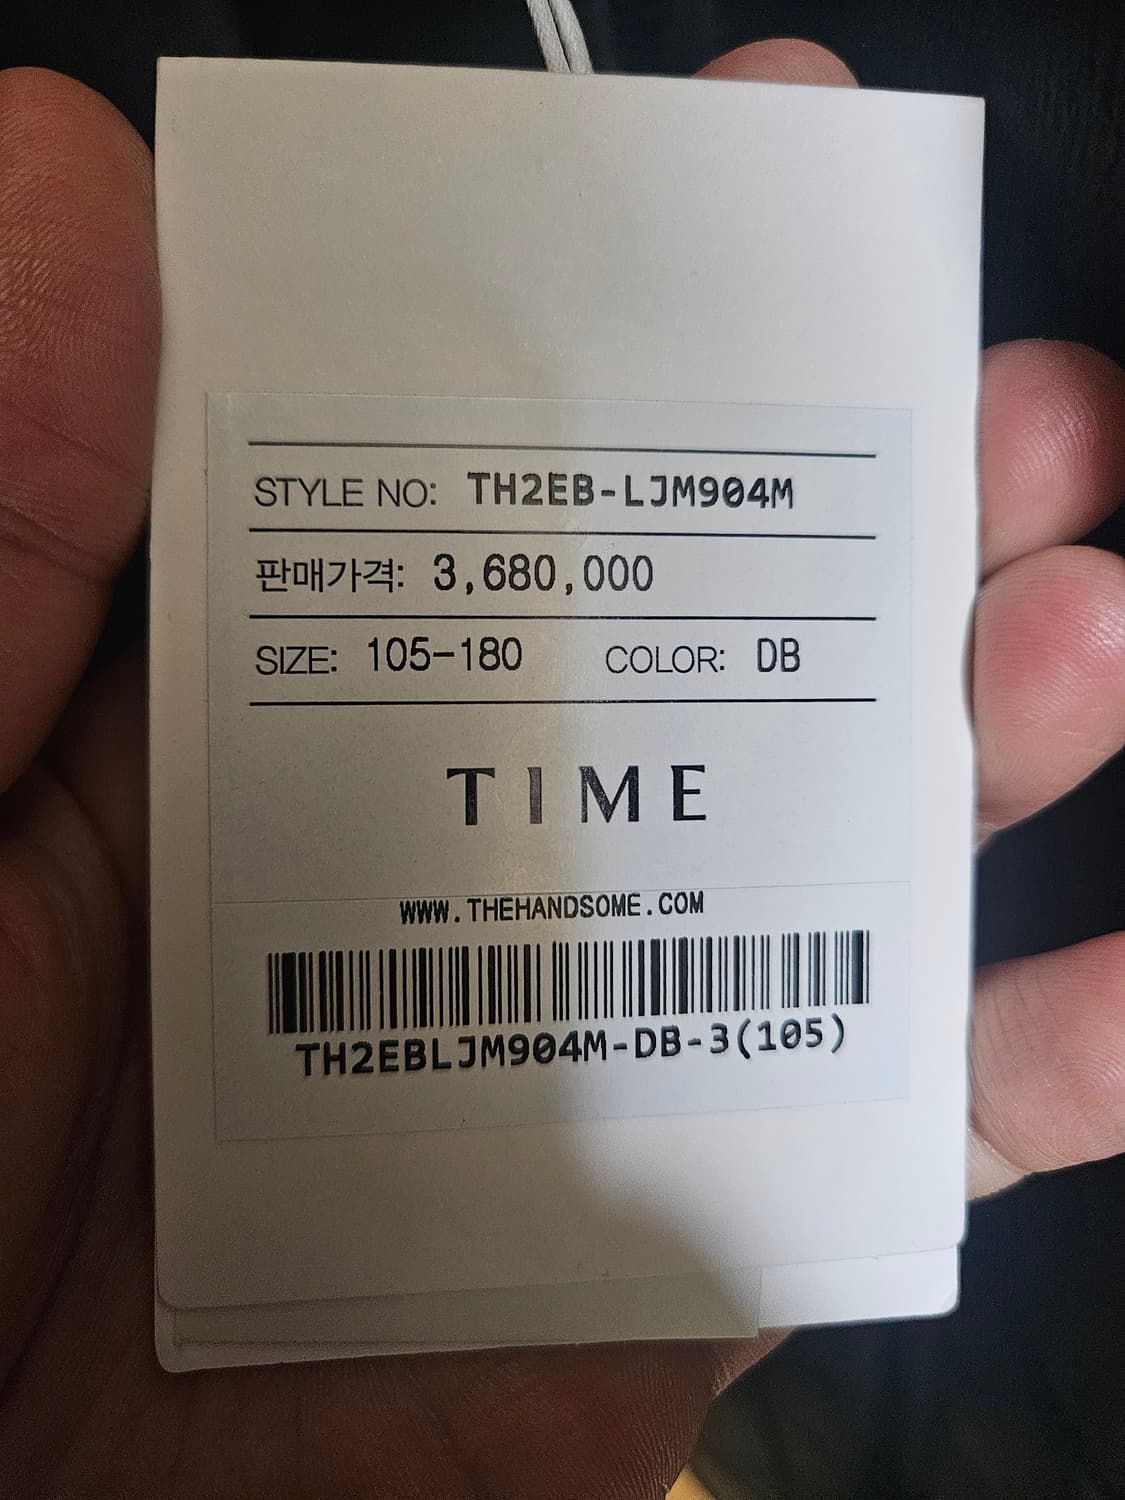 STYLE NO: TH2EB-LJM904M
판매가격: 3,680,000
SIZE: 105-180 COLOR: DB
TIME
WWW.THEHANDSOME.COM
TH2EBLJM904M-DB-3(105)